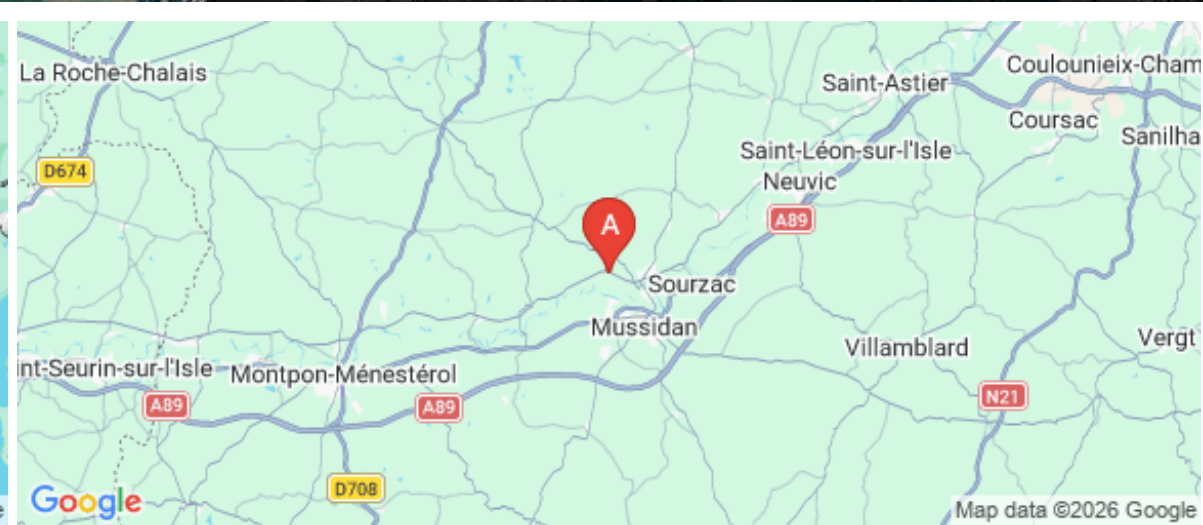 La Roche-Chalais
Coulounieix-Cham
Saint-Astier
Coursac
Sanilha
Saint-Léon-sur-l'Isle
D674
Neuvic
A89
A
Sourzac
Mussidan
Villamblard
Vergt
int-Seurin-sur-l'Isle
Montpon-Ménestérol
A89
A89
N21
D708
Google
Map data ©2026 Google